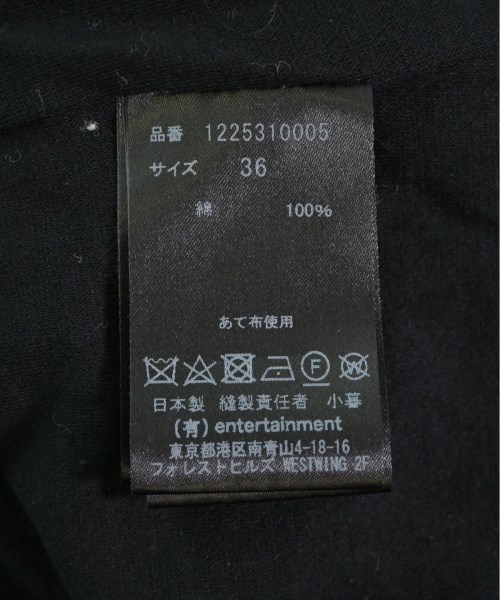 品番 1225310005
サイズ 36
綿 100%
あて布使用
F W
日本製 縫製責任者 小暮
(有) entertainment
東京都港区南青山4-18-16
フォレストヒルズ WESTWING 2F